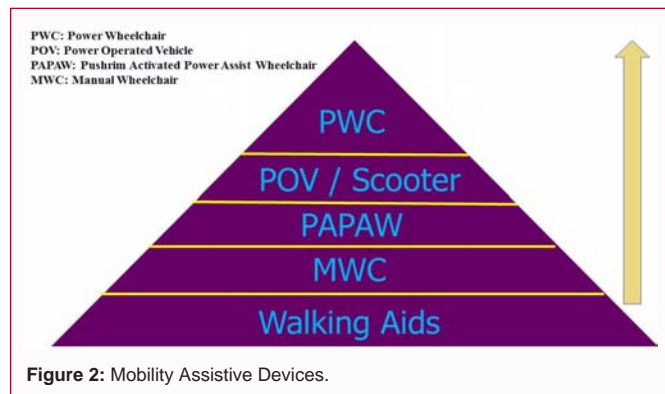 PWC: Power Wheelchair
POV: Power Operated Vehicle
PAPAW: Pushrim Activated Power Assist Wheelchair
MWC: Manual Wheelchair
PWC
POV / Scooter
PAPAW
MWC
Walking Aids
Figure 2: Mobility Assistive Devices.